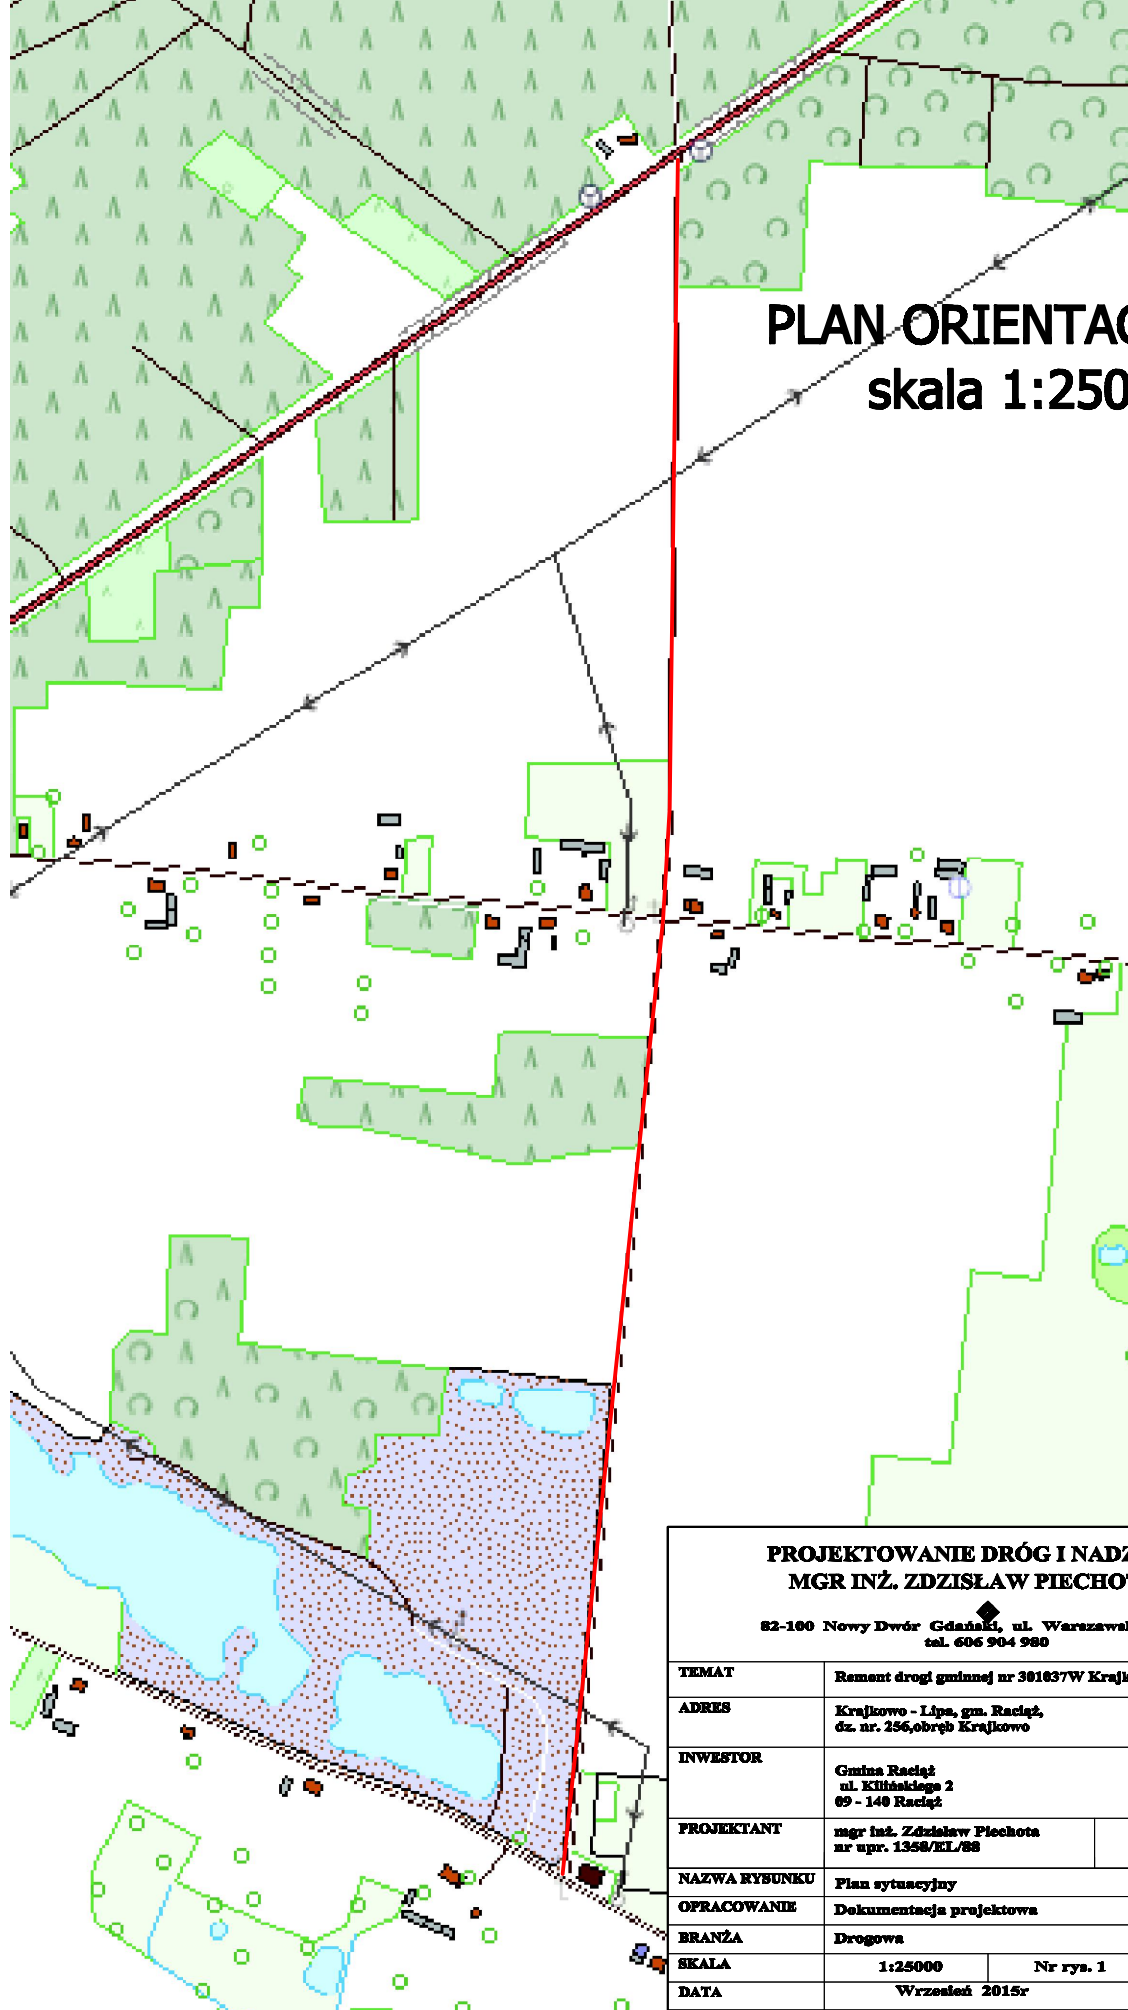 PLAN ORIENTAC
skala 1:250
PROJEKTOWANIE DRÓG I NADZ
MGR INŻ. ZDZISŁAW PIECHO
82-100 Nowy Dwór Gdański, ul. Warszaws
tel. 606 904 980
TEMAT
Remont drogi gminnej nr 301037W Krajk
ADRES
Krajkowo - Lipa, gm. Raciąż,
dz. nr. 256,obręb Krajkowo
INWESTOR
Gmina Raciąż
ul. Kilińskiego 2
09 - 140 Raciąż
PROJEKTANT
mgr inż. Zdzisław Piechota
nr upr. 1358/EL/88
NAZWA RYSUNKU Plan sytuacyjny
OPRACOWANIE Dokumentacja projektowa
BRANŻA Drogowa
SKALA 1:25000 Nr rys. 1
DATA Wrzesień 2015r